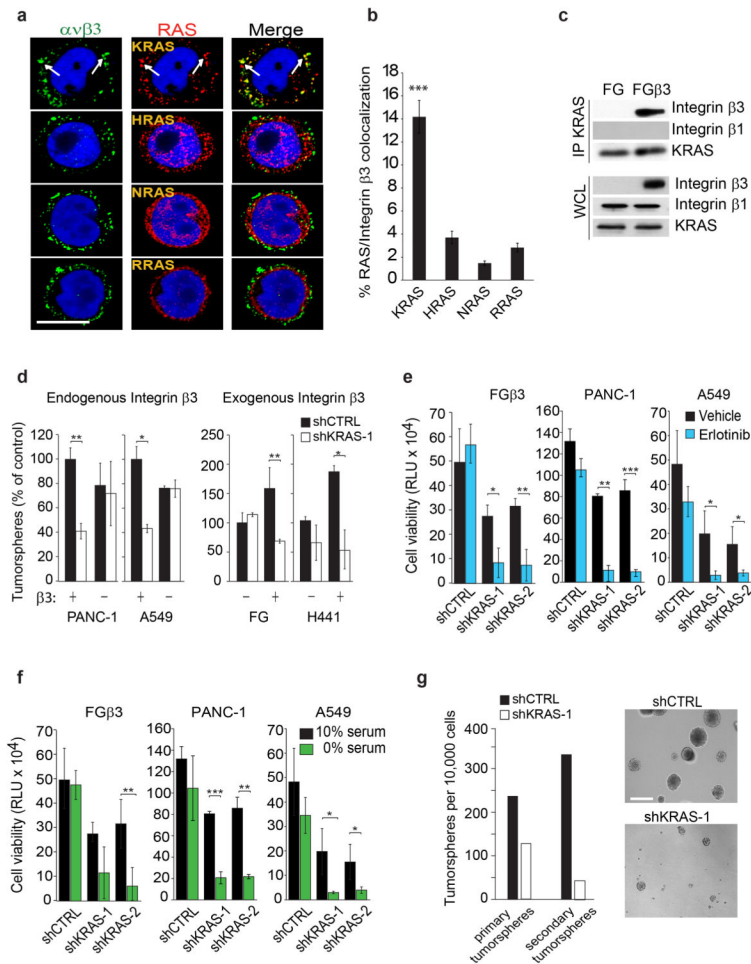 a
ανβ3 RAS Merge
KRAS
HRAS
NRAS
RRAS
b
% RAS/Integrin β3 colocalization
18
16
14
12
10
8
6
4
2
0
***
KRAS HRAS NRAS RRAS
c
FG FGβ3
IP KRAS
Integrin β3
Integrin β1
KRAS
WCL
Integrin β3
Integrin β1
KRAS
d
Endogenous Integrin β3 Exogenous Integrin β3
shCTRL
shKRAS-1
Tumorspheres (% of control)
120
100
80
60
40
20
0
** *
250
200
150
100
50
0
** *
β3: + − + − − + − +
PANC-1 A549 FG H441
e
FGβ3 PANC-1 A549
Vehicle
Erlotinib
Cell viability (RLU x 10⁴)
70
60
50
40
30
20
10
0
* **
160
140
120
100
80
60
40
20
0
** ***
70
60
50
40
30
20
10
0
* *
shCTRL shKRAS-1 shKRAS-2 shCTRL shKRAS-1 shKRAS-2 shCTRL shKRAS-1 shKRAS-2
f
FGβ3 PANC-1 A549
10% serum
0% serum
Cell viability (RLU x 10⁴)
70
60
50
40
30
20
10
0
**
160
140
120
100
80
60
40
20
0
*** **
70
60
50
40
30
20
10
0
* *
shCTRL shKRAS-1 shKRAS-2 shCTRL shKRAS-1 shKRAS-2 shCTRL shKRAS-1 shKRAS-2
g
shCTRL
shKRAS-1
Tumorspheres per 10,000 cells
400
300
200
100
0
primary
tumorspheres
secondary
tumorspheres
shCTRL
shKRAS-1